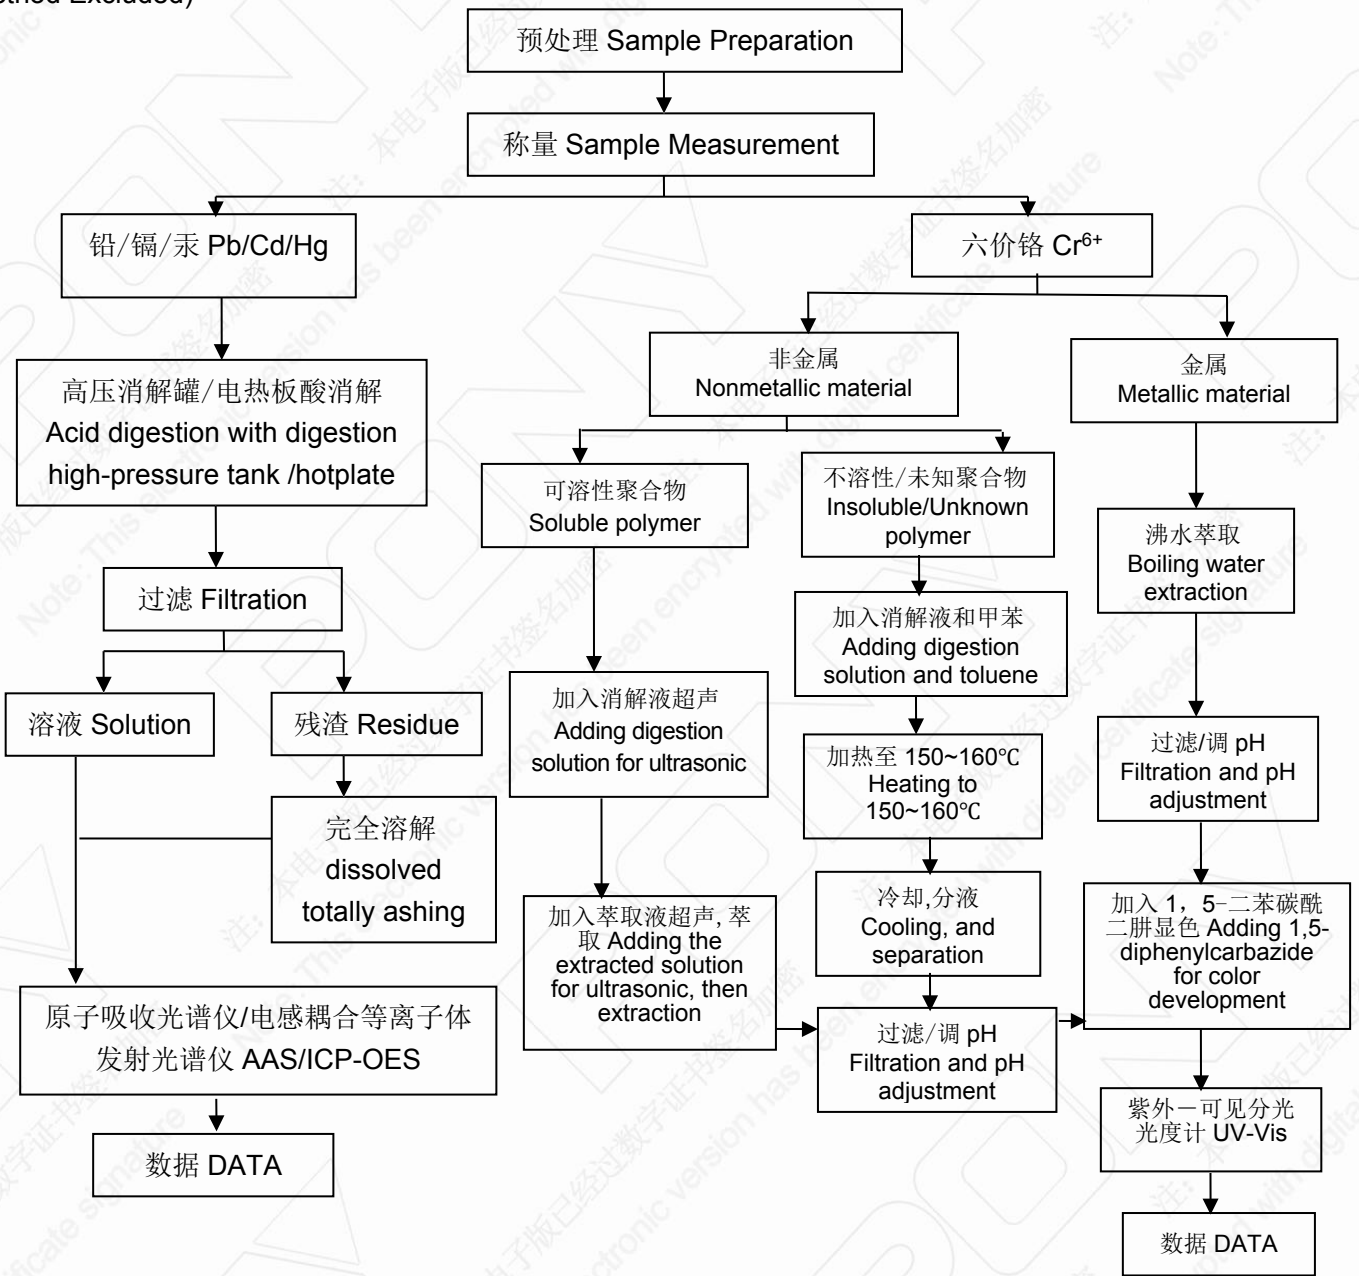 预处理 Sample Preparation
称量 Sample Measurement
铅/镉/汞 Pb/Cd/Hg
六价铬 Cr⁶⁺
高压消解罐/电热板酸消解
Acid digestion with digestion
high-pressure tank /hotplate
过滤 Filtration
溶液 Solution
残渣 Residue
完全溶解
dissolved
totally ashing
原子吸收光谱仪/电感耦合等离子体
发射光谱仪 AAS/ICP-OES
数据 DATA
非金属
Nonmetallic material
金属
Metallic material
可溶性聚合物
Soluble polymer
不溶性/未知聚合物
Insoluble/Unknown
polymer
加入消解液超声
Adding digestion
solution for ultrasonic
加入萃取液超声,萃
取 Adding the
extracted solution
for ultrasonic, then
extraction
加入消解液和甲苯
Adding digestion
solution and toluene
加热至 150~160℃
Heating to
150~160℃
冷却,分液
Cooling, and
separation
过滤/调 pH
Filtration and pH
adjustment
沸水萃取
Boiling water
extraction
过滤/调 pH
Filtration and pH
adjustment
加入 1，5-二苯碳酰
二肼显色 Adding 1,5-
diphenylcarbazide
for color
development
紫外－可见分光
光度计 UV-Vis
数据 DATA